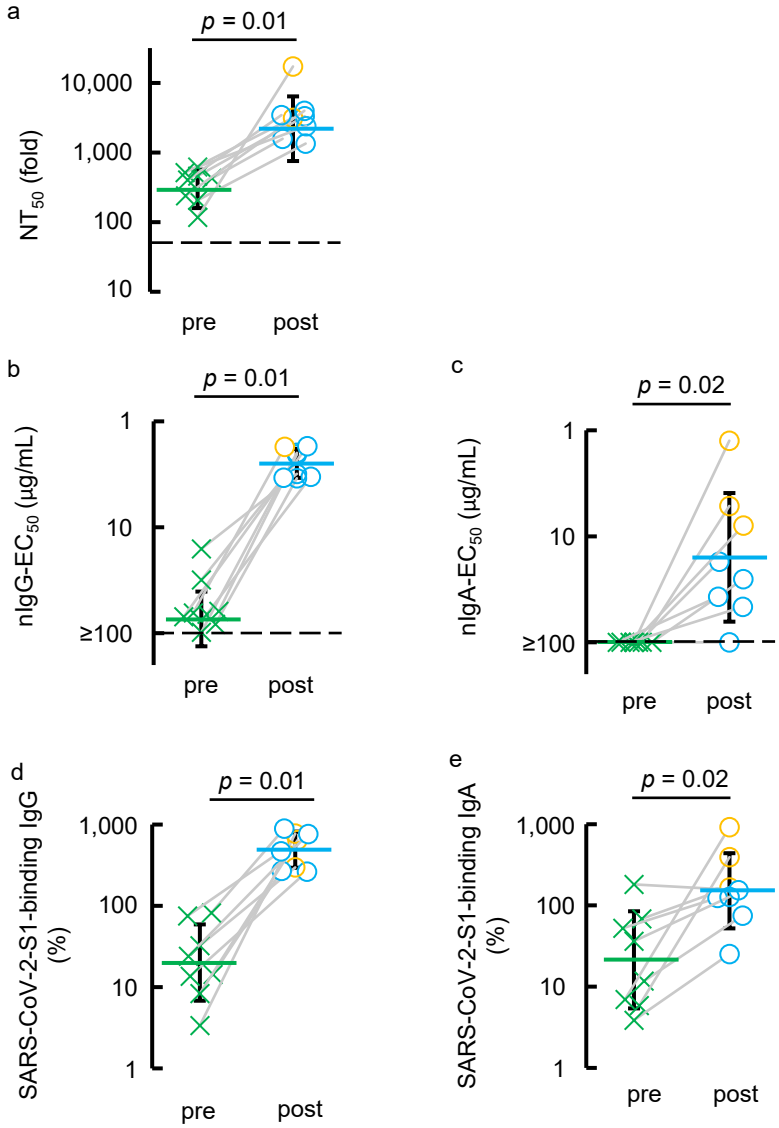 a
p = 0.01
NT50 (fold)
10,000
1,000
100
10
pre post
b
p = 0.01
nIgG-EC50 (µg/mL)
1
10
≥100
pre post
c
p = 0.02
nIgA-EC50 (µg/mL)
1
10
≥100
pre post
d
p = 0.01
SARS-CoV-2-S1-binding IgG
(%)
1,000
100
10
1
pre post
e
p = 0.02
SARS-CoV-2-S1-binding IgA
(%)
1,000
100
10
1
pre post